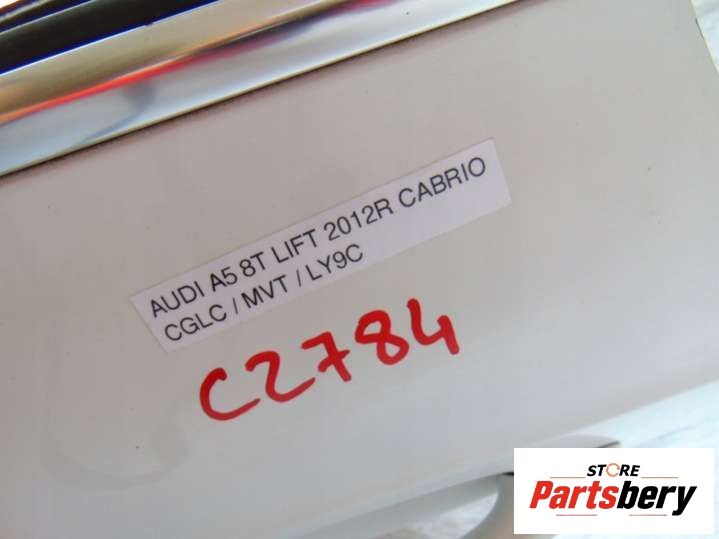 AUDI A5 8T LIFT 2012R CABRIO
CGLC / MVT / LY9C
C2784
STORE
Partsbery